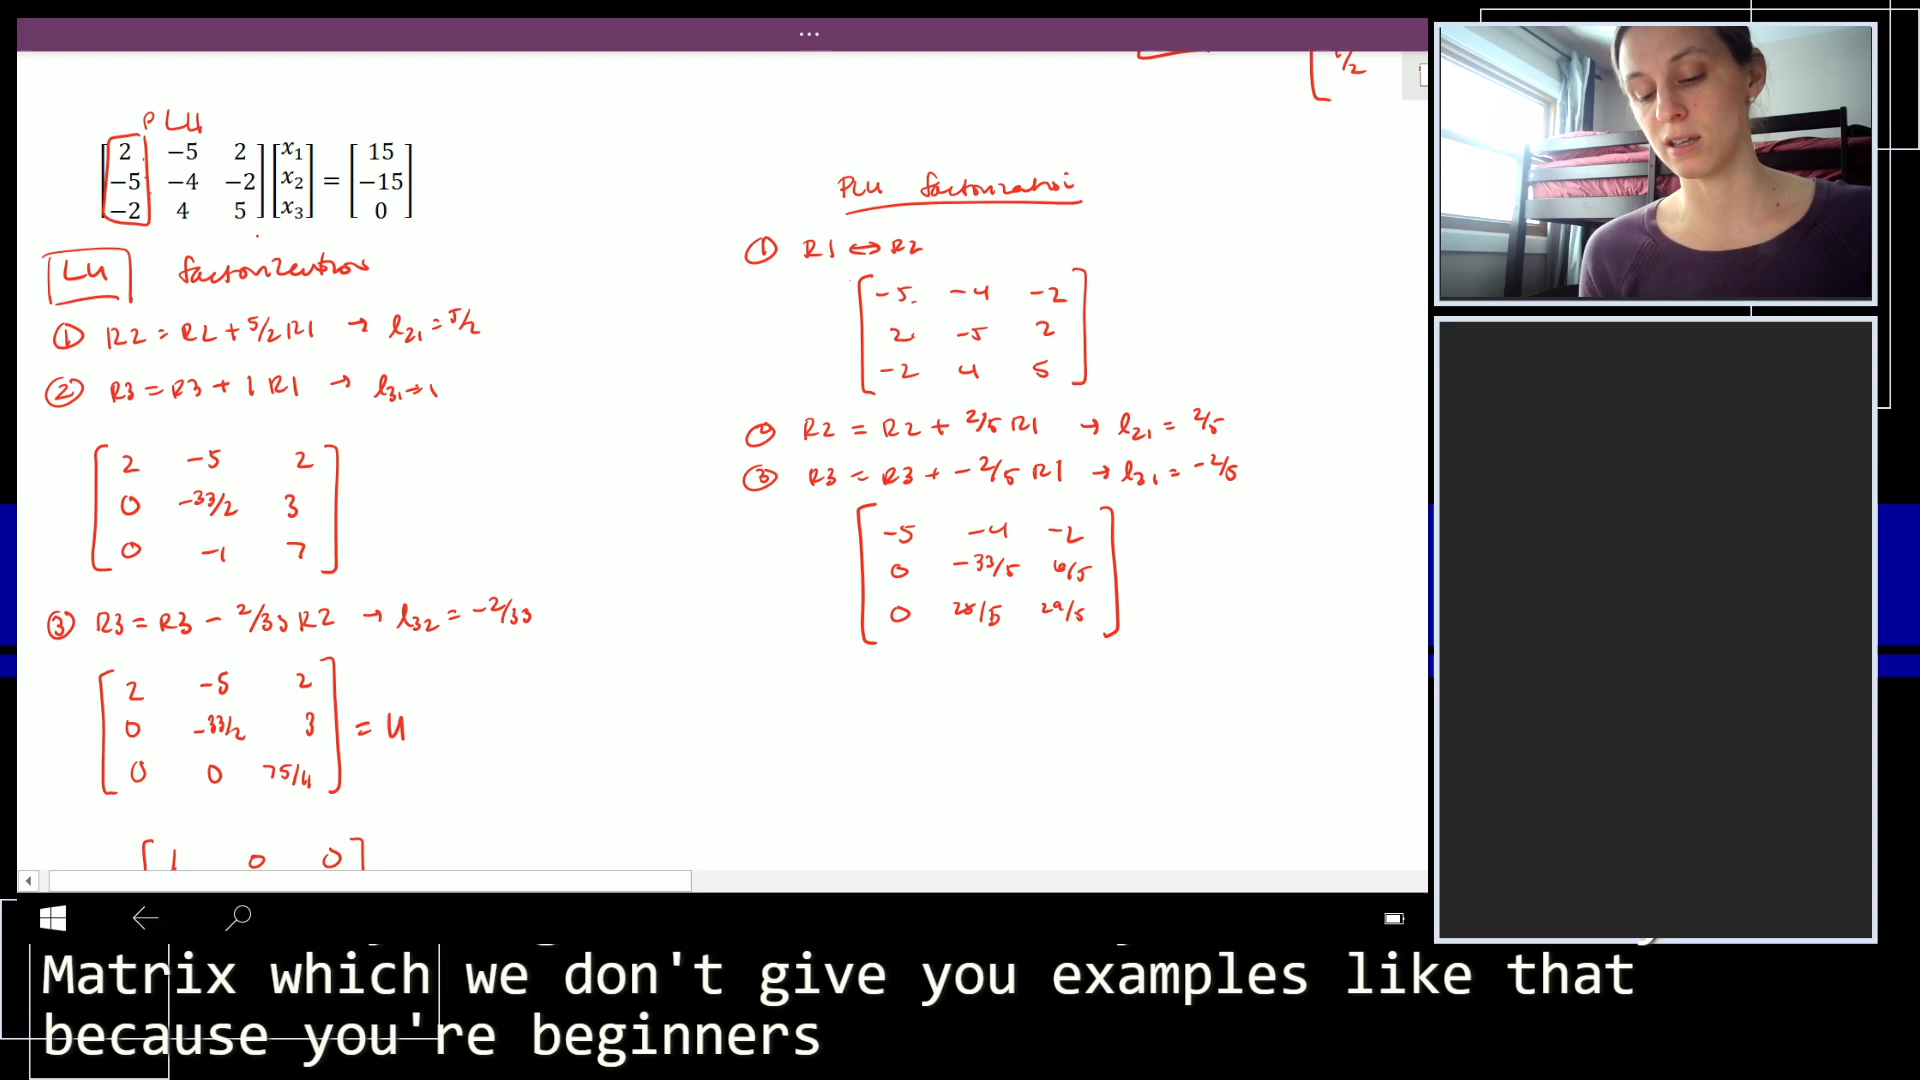 ...
1/2
P LU
2 -5 2 x1 15
-5 -4 -2 x2 = -15
-2 4 5 x3 0
LU factorization
① R2 = R2 + 5/2 R1 → l21 = 5/2
② R3 = R3 + 1 R1 → l31 → 1
2 -5 2
0 -33/2 3
0 -1 7
③ R3 = R3 - 2/33 R2 → l32 = -2/33
2 -5 2
0 -33/2 3 = U
0 0 75/11
1 0 0
PLU factorization
① R1 ↔ R2
-5 -4 -2
2 -5 2
-2 4 5
② R2 = R2 + 2/5 R1 → l21 = 2/5
③ R3 = R3 + -2/5 R1 → l31 = -2/5
-5 -4 -2
0 -33/5 6/5
0 28/5 29/5
Matrix which we don't give you examples like that
because you're beginners